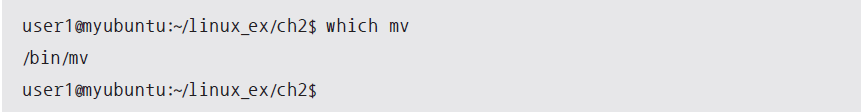 user1@myubuntu:~/linux_ex/ch2$ which mv
/bin/mv
user1@myubuntu:~/linux_ex/ch2$